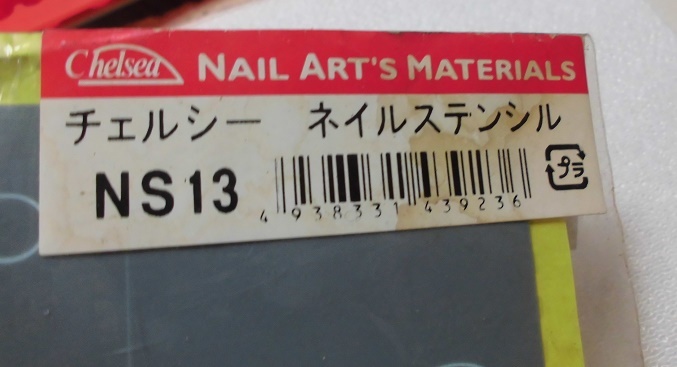 Chelsea NAIL ART'S MATERIALS
チェルシー ネイルステンシル
NS13
4 938331 439236
プラ